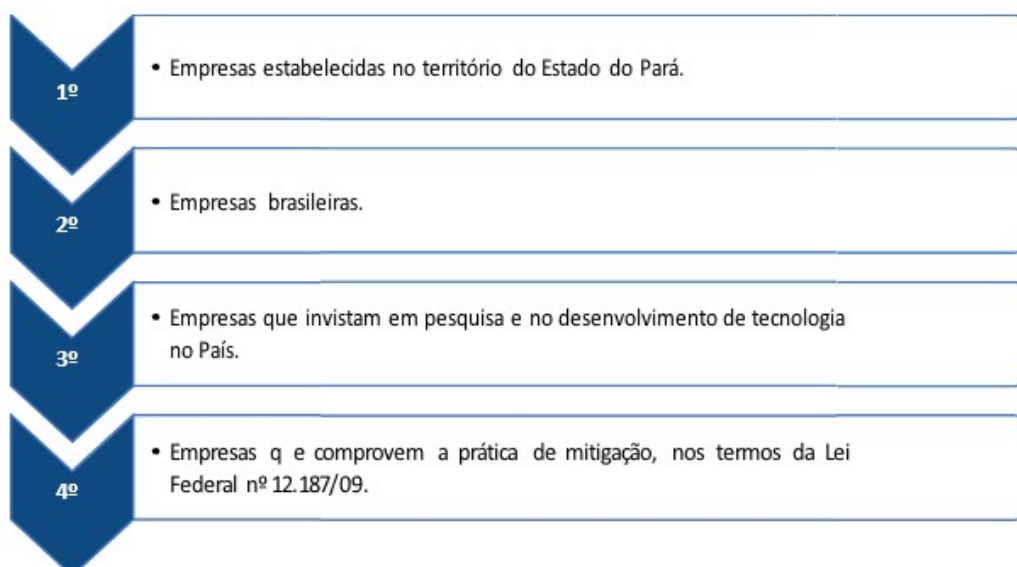 1º
• Empresas estabelecidas no território do Estado do Pará.
2º
• Empresas brasileiras.
3º
• Empresas que invistam em pesquisa e no desenvolvimento de tecnologia
no País.
4º
• Empresas q e comprovem a prática de mitigação, nos termos da Lei
Federal nº 12.187/09.